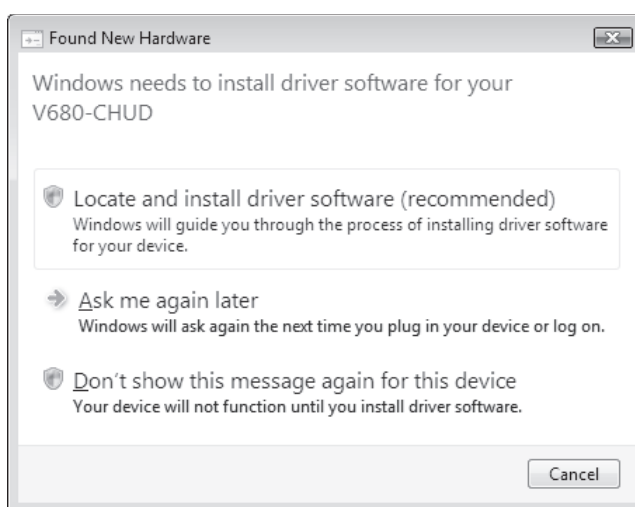 Found New Hardware
Windows needs to install driver software for your
V680-CHUD
Locate and install driver software (recommended)
Windows will guide you through the process of installing driver software
for your device.
Ask me again later
Windows will ask again the next time you plug in your device or log on.
Don't show this message again for this device
Your device will not function until you install driver software.
Cancel